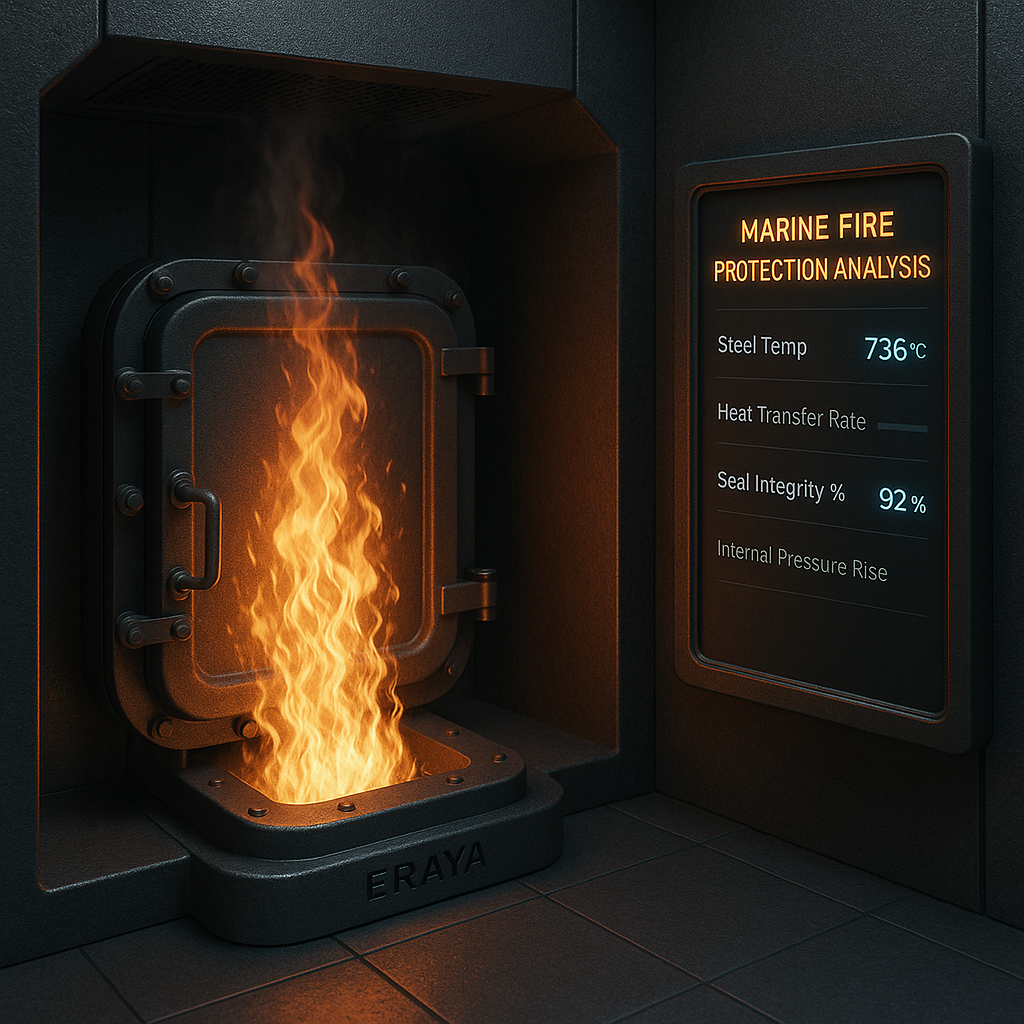 MARINE FIRE
PROTECTION ANALYSIS
Steel Temp 736 °C
Heat Transfer Rate
Seal Integrity % 92 %
Internal Pressure Rise
ERAYA